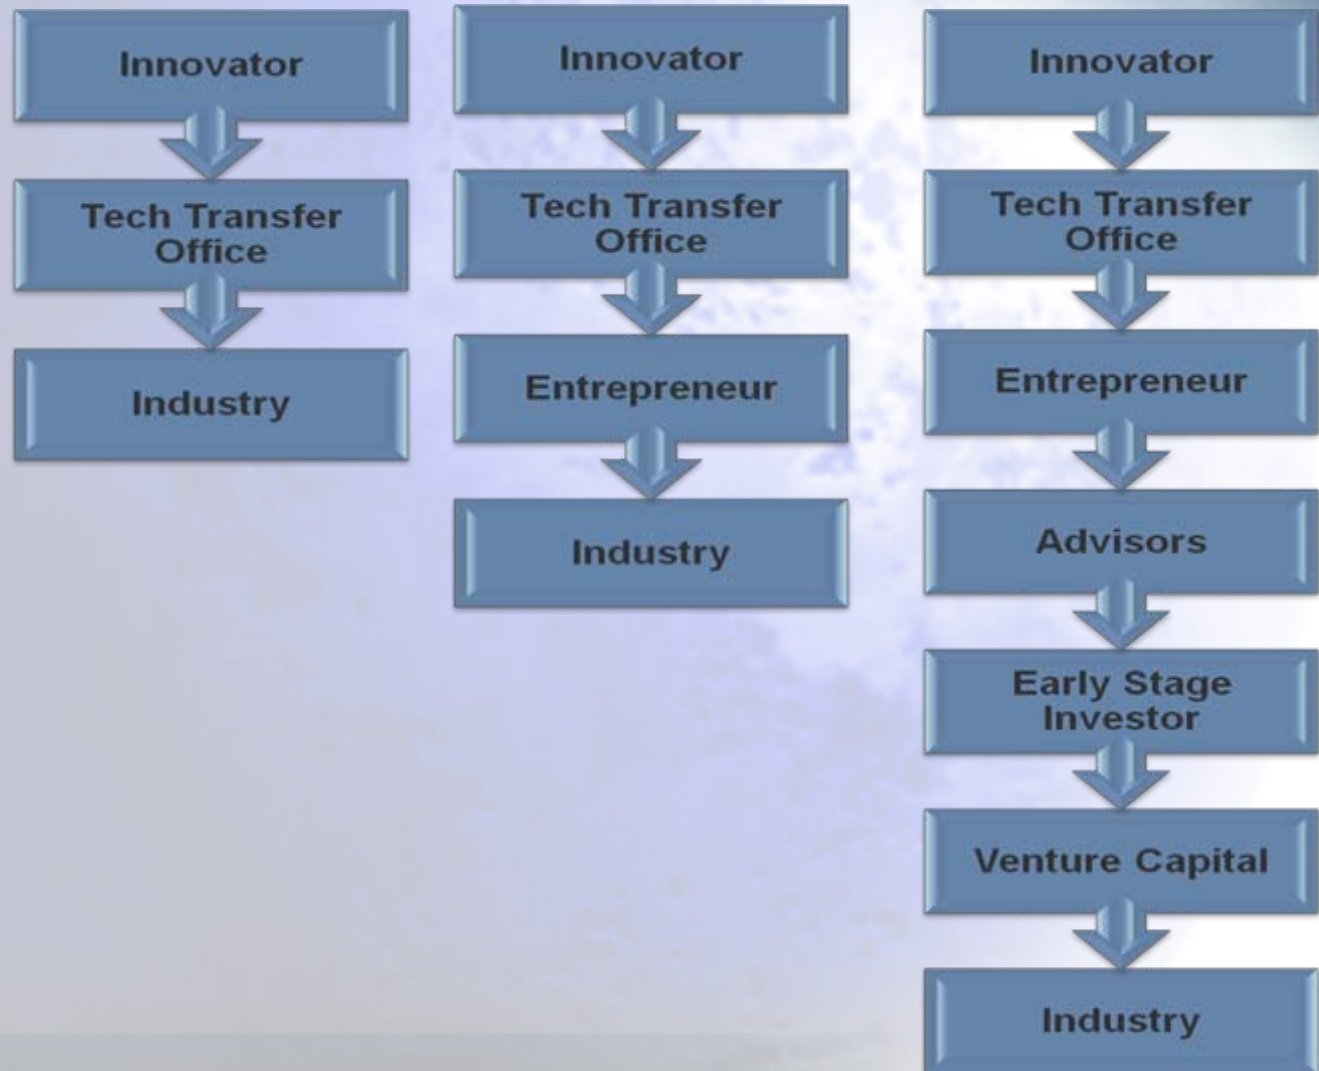 Innovator
Tech Transfer
Office
Industry
Innovator
Tech Transfer
Office
Entrepreneur
Industry
Innovator
Tech Transfer
Office
Entrepreneur
Advisors
Early Stage
Investor
Venture Capital
Industry